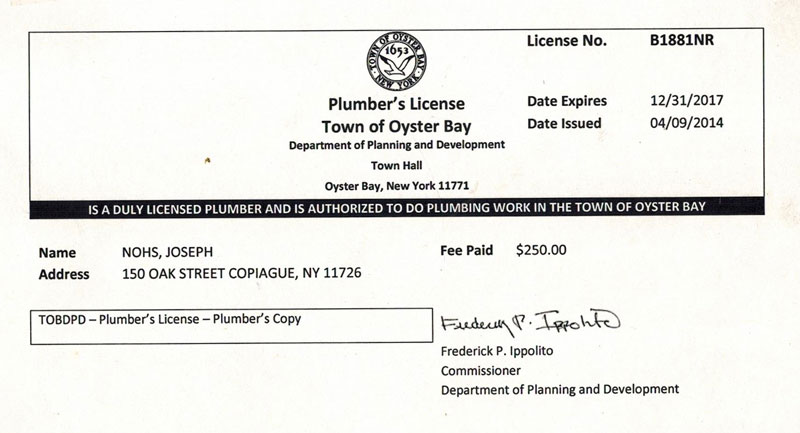 TOWN OF OYSTER BAY
1653
NEW YORK
License No. B1881NR
Plumber's License
Date Expires 12/31/2017
Town of Oyster Bay
Date Issued 04/09/2014
Department of Planning and Development
Town Hall
Oyster Bay, New York 11771
IS A DULY LICENSED PLUMBER AND IS AUTHORIZED TO DO PLUMBING WORK IN THE TOWN OF OYSTER BAY
Name NOHS, JOSEPH
Fee Paid $250.00
Address 150 OAK STREET COPIAGUE, NY 11726
TOBDPD – Plumber's License – Plumber's Copy
Frederick P. Ippolito
Frederick P. Ippolito
Commissioner
Department of Planning and Development